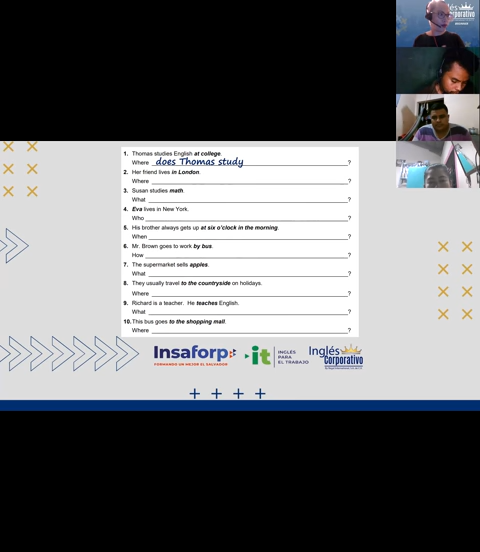 Inglés
Corporativo
1. Thomas studies English at college.
Where does Thomas study ?
2. Her friend lives in London.
Where ?
3. Susan studies math.
What ?
4. Eva lives in New York.
Who ?
5. His brother always gets up at six o'clock in the morning.
When ?
6. Mr. Brown goes to work by bus.
How ?
7. The supermarket sells apples.
What ?
8. They usually travel to the countryside on holidays.
Where ?
9. Richard is a teacher. He teaches English.
What ?
10. This bus goes to the shopping mall.
Where ?
Insaforp
FORMANDO UN MEJOR EL SALVADOR
it
INGLÉS
PARA
EL TRABAJO
Inglés
Corporativo